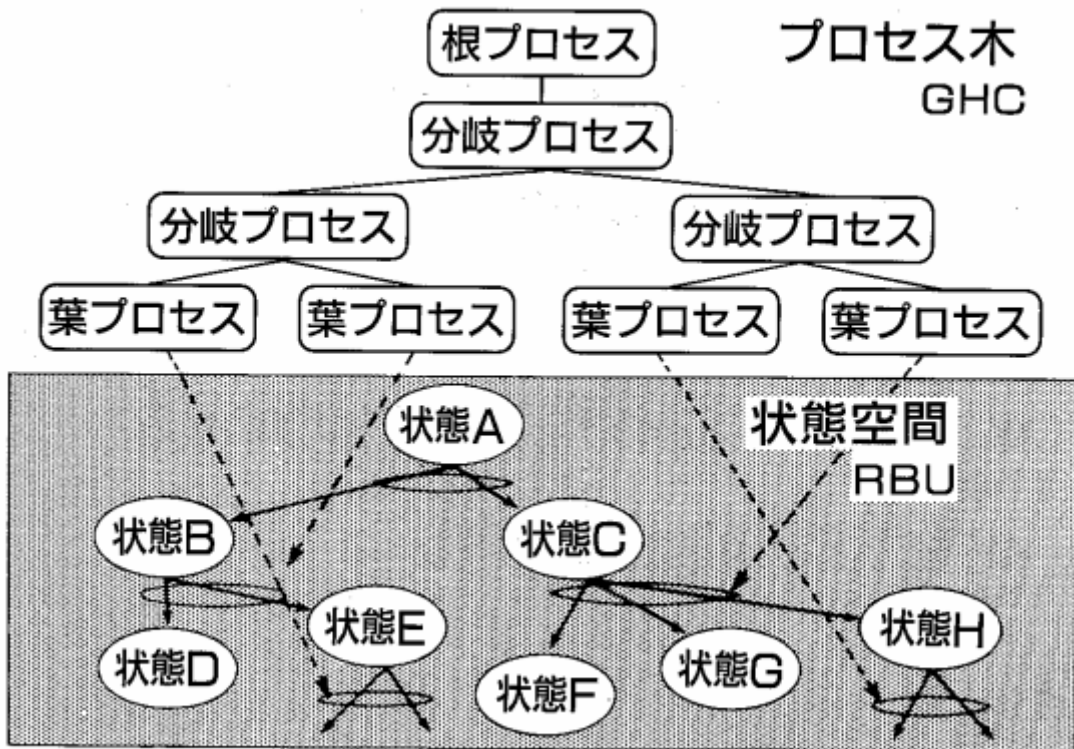 根プロセス
プロセス木
GHC
分岐プロセス
分岐プロセス
分岐プロセス
葉プロセス
葉プロセス
葉プロセス
葉プロセス
状態A
状態空間
RBU
状態B
状態C
状態E
状態H
状態D
状態G
状態F